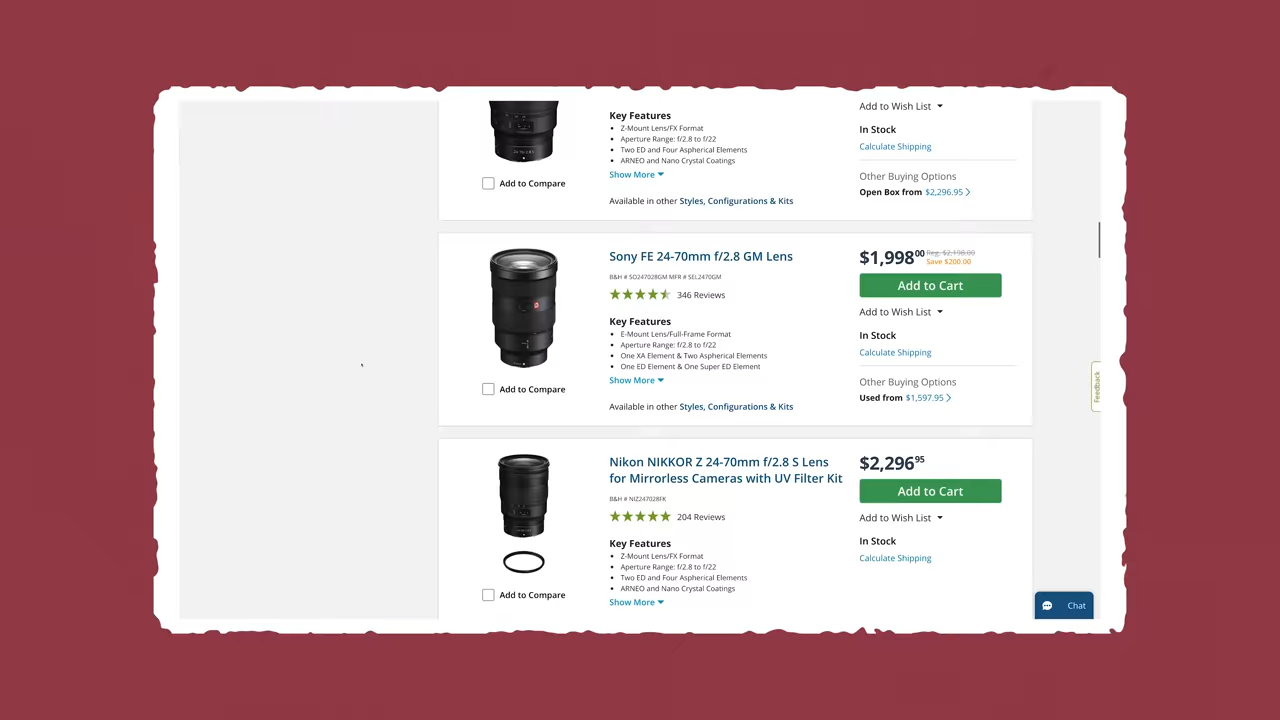 Key Features
Z-Mount Lens/FX Format
Aperture Range: f/2.8 to f/22
Two ED and Four Aspherical Elements
ARNEO and Nano Crystal Coatings
Show More
Add to Compare
Available in other Styles, Configurations & Kits
Add to Wish List
In Stock
Calculate Shipping
Other Buying Options
Open Box from $2,296.95
Sony FE 24-70mm f/2.8 GM Lens
B&H # SO247028GM MFR # SEL2470GM
346 Reviews
Key Features
E-Mount Lens/Full-Frame Format
Aperture Range: f/2.8 to f/22
One XA Element & Two Aspherical Elements
One ED Element & One Super ED Element
Show More
Add to Compare
Available in other Styles, Configurations & Kits
$1,998.00 Reg. $2,198.00
Save $200.00
Add to Cart
Add to Wish List
In Stock
Calculate Shipping
Other Buying Options
Used from $1,597.95
Feedback
Nikon NIKKOR Z 24-70mm f/2.8 S Lens
for Mirrorless Cameras with UV Filter Kit
B&H # NIZ247028FK
204 Reviews
Key Features
Z-Mount Lens/FX Format
Aperture Range: f/2.8 to f/22
Two ED and Four Aspherical Elements
ARNEO and Nano Crystal Coatings
Show More
Add to Compare
$2,296 95
Add to Cart
Add to Wish List
In Stock
Calculate Shipping
Chat